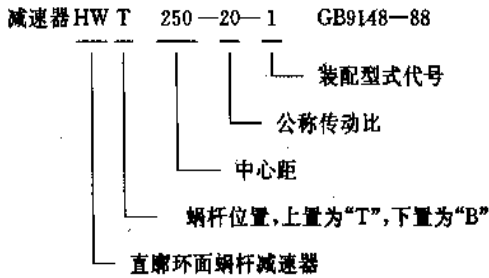 减速器HW T 250—20—1 GB9148—88
装配型式代号
公称传动比
中心距
蜗杆位置,上置为“T”,下置为“B”
直廓环面蜗杆减速器